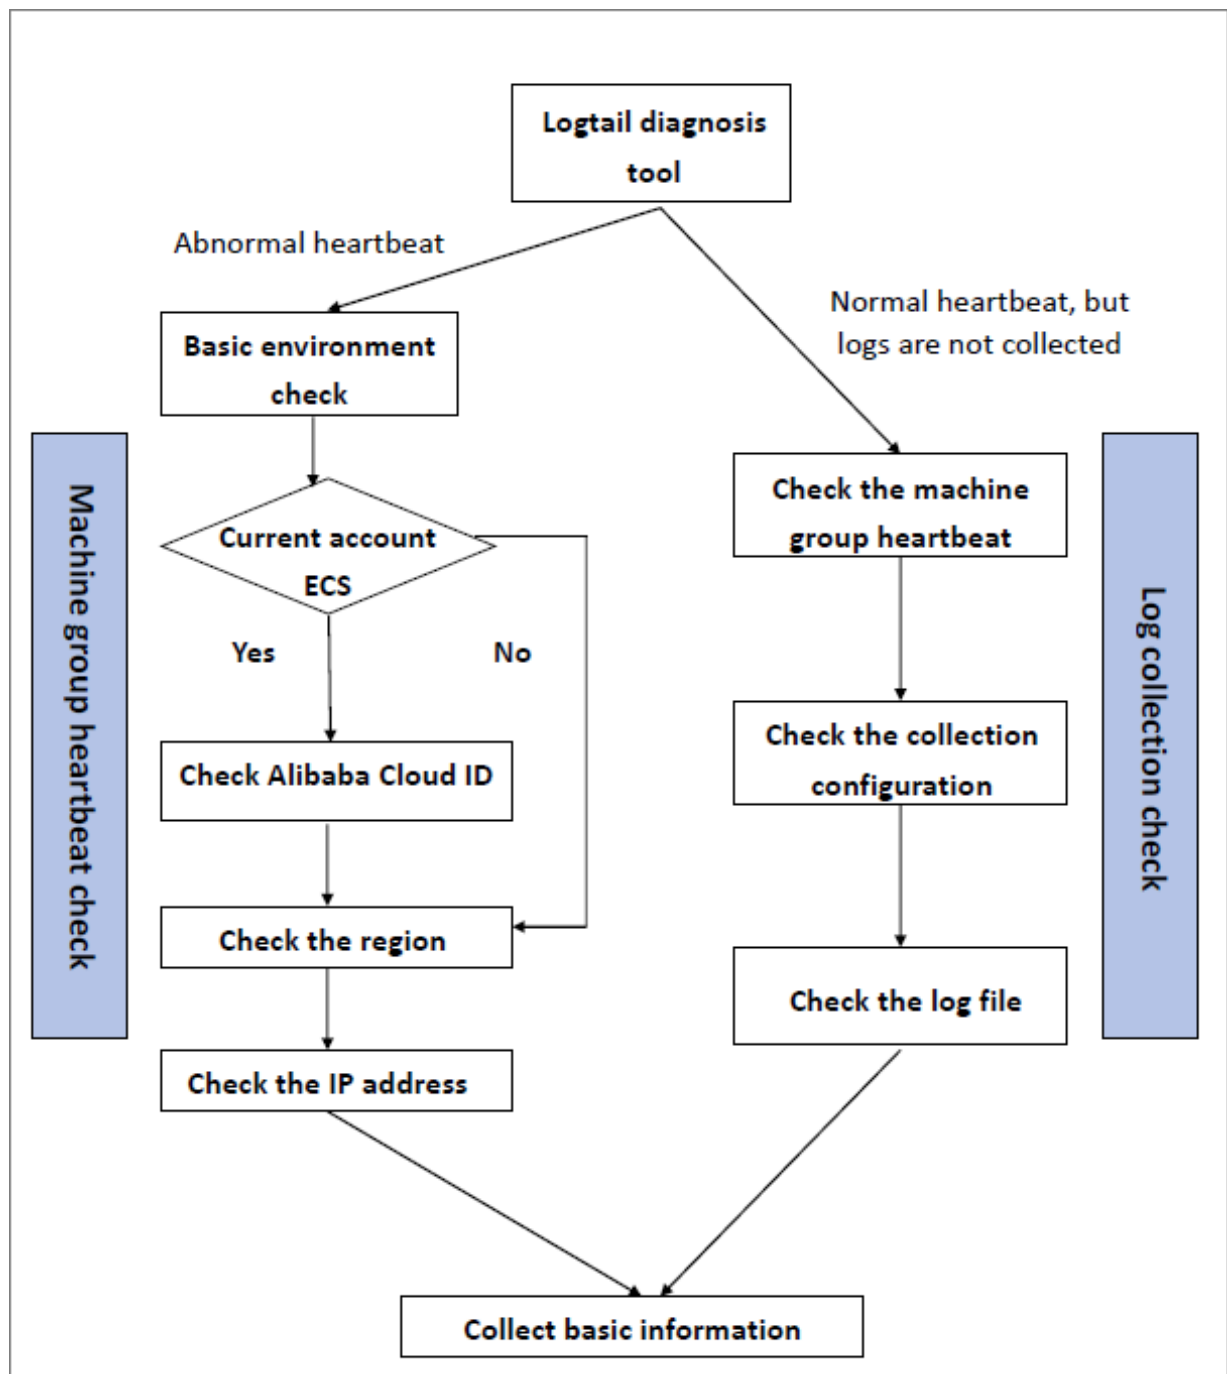 Logtail diagnosis
tool
Abnormal heartbeat
Normal heartbeat, but
logs are not collected
Basic environment
check
Machine group heartbeat check
Current account
ECS
Yes
No
Check Alibaba Cloud ID
Check the region
Check the IP address
Check the machine
group heartbeat
Check the collection
configuration
Check the log file
Log collection check
Collect basic information